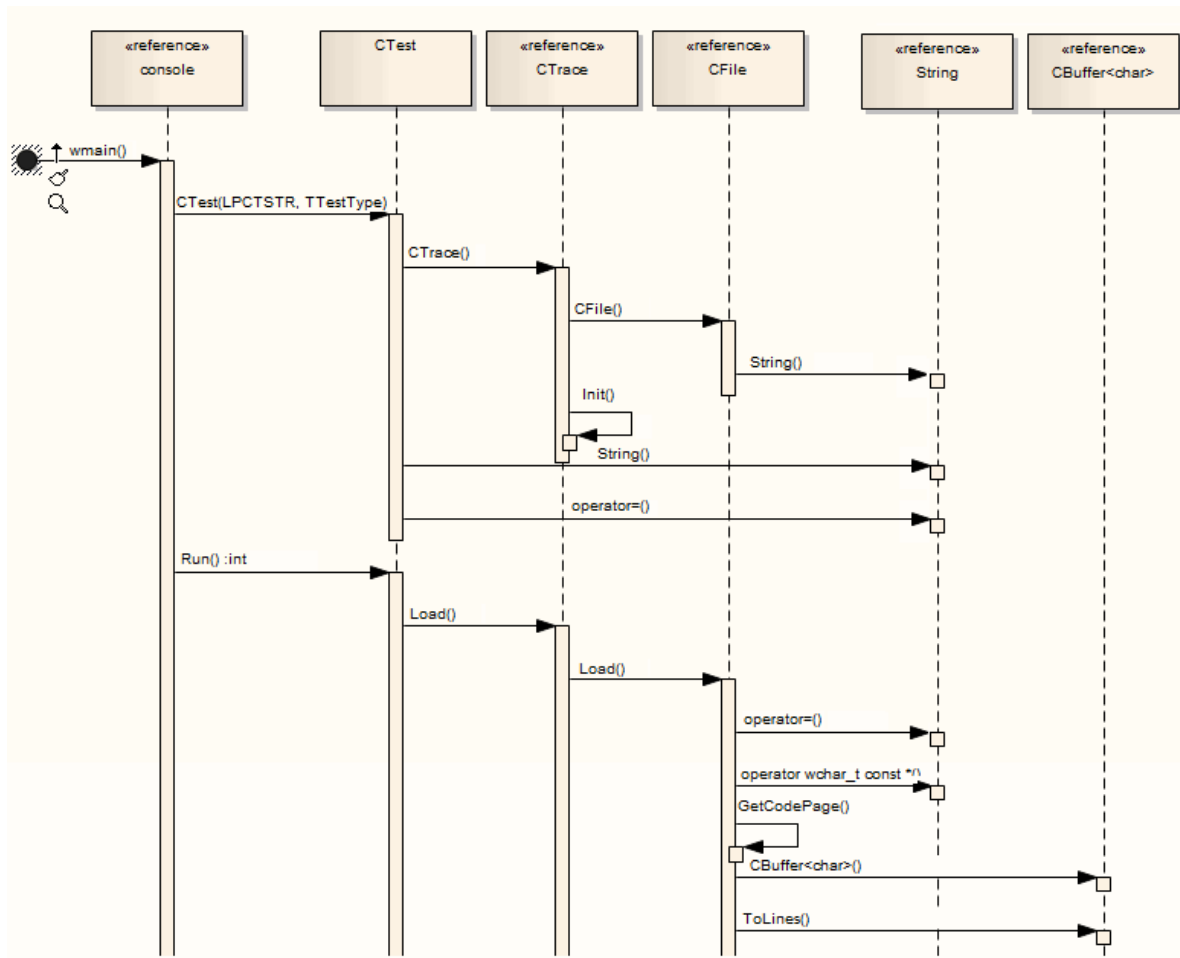 «reference»
console
CTest
«reference»
CTrace
«reference»
CFile
«reference»
String
«reference»
CBuffer<char>
wmain()
CTest(LPCTSTR, TTestType)
CTrace()
CFile()
String()
Init()
String()
operator=()
Run() :int
Load()
Load()
operator=()
operator wchar_t const *()
GetCodePage()
CBuffer<char>()
ToLines()